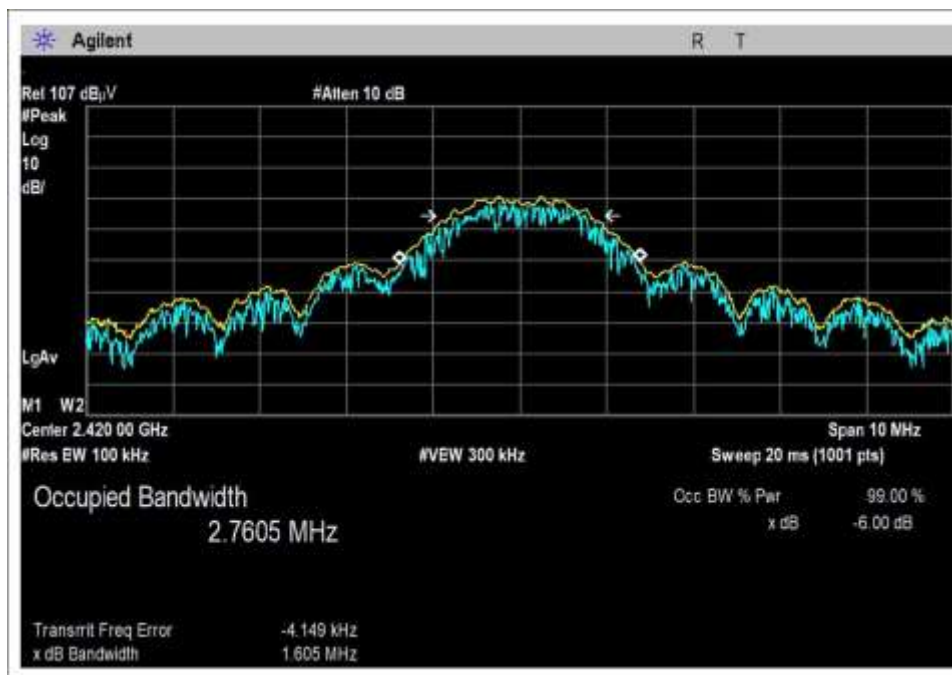 Agilent R T
Ref 107 dBµV #Atten 10 dB
#Peak
Log
10
dB/
LgAv
M1 W2
Center 2.420 00 GHz Span 10 MHz
#Res BW 100 kHz #VBW 300 kHz Sweep 20 ms (1001 pts)
Occupied Bandwidth Occ BW % Pwr 99.00 %
2.7605 MHz x dB -6.00 dB
Transmit Freq Error -4.149 kHz
x dB Bandwidth 1.605 MHz